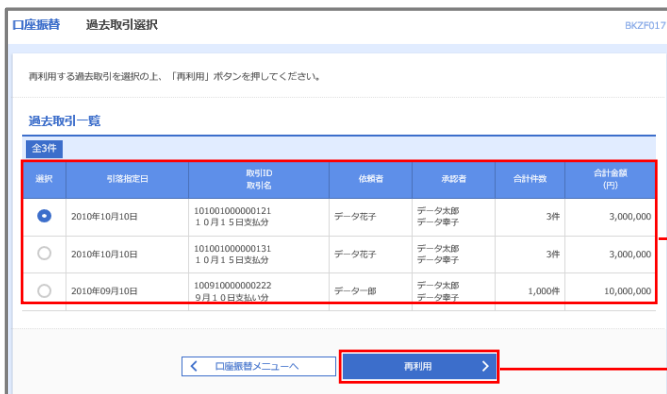 口座振替 過去取引選択 BKZF017
再利用する過去取引を選択の上、「再利用」ボタンを押してください。
過去取引一覧
全3件
選択 引落指定日 取引ID 取引名 依頼者 承認者 合計件数 合計金額 (円)
2010年10月10日 101001000000121 10月15日支払分 データ花子 データ太郎 データ幸子 3件 3,000,000
2010年10月10日 101001000000131 10月15日支払分 データ花子 データ太郎 データ幸子 3件 3,000,000
2010年09月10日 100910000000222 9月10日支払い分 データ一郎 データ太郎 データ幸子 1,000件 10,000,000
口座振替メニューへ 再利用